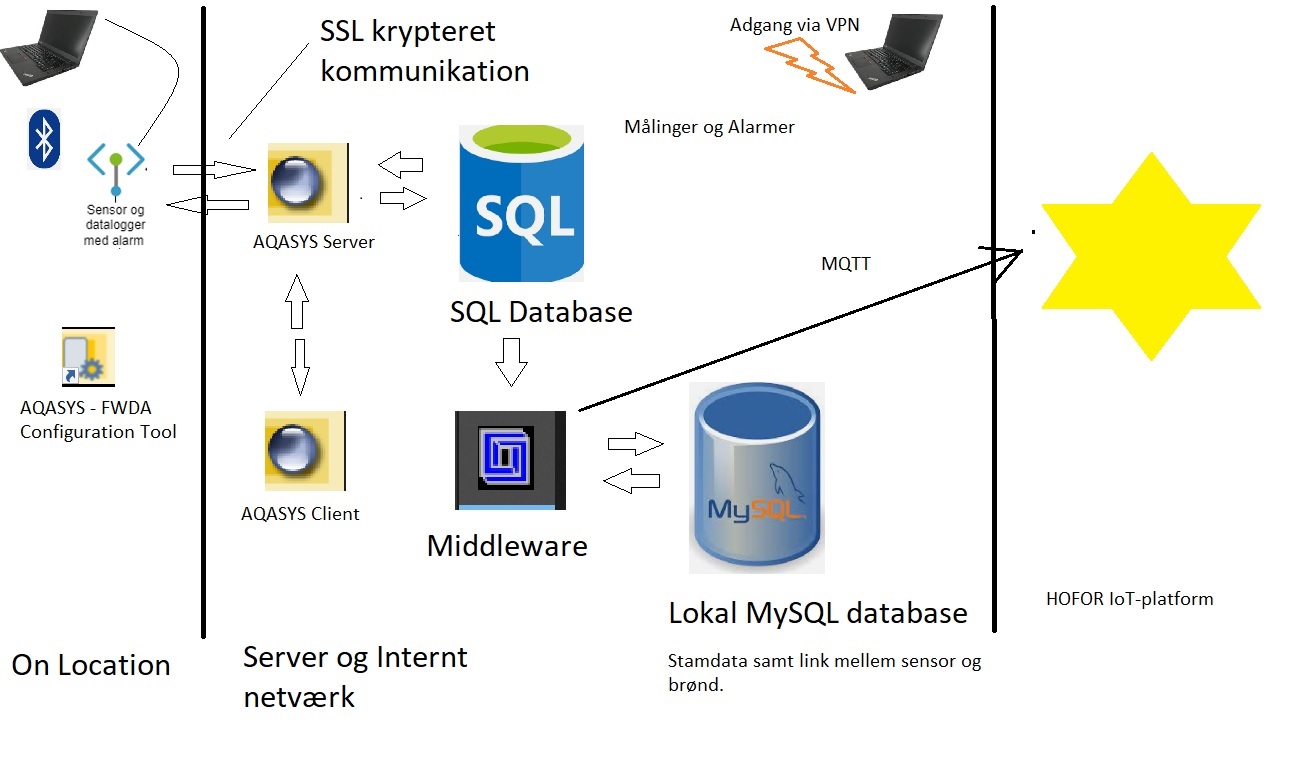 SSL krypteret
kommunikation
Adgang via VPN
Målinger og Alarmer
Sensor og
datalogger
med alarm
AQASYS Server
SQL
SQL Database
MQTT
AQASYS - FWDA
Configuration Tool
AQASYS Client
Middleware
MySQL
Lokal MySQL database
Stamdata samt link mellem sensor og
brønd.
HOFOR IoT-platform
On Location
Server og Internt
netværk